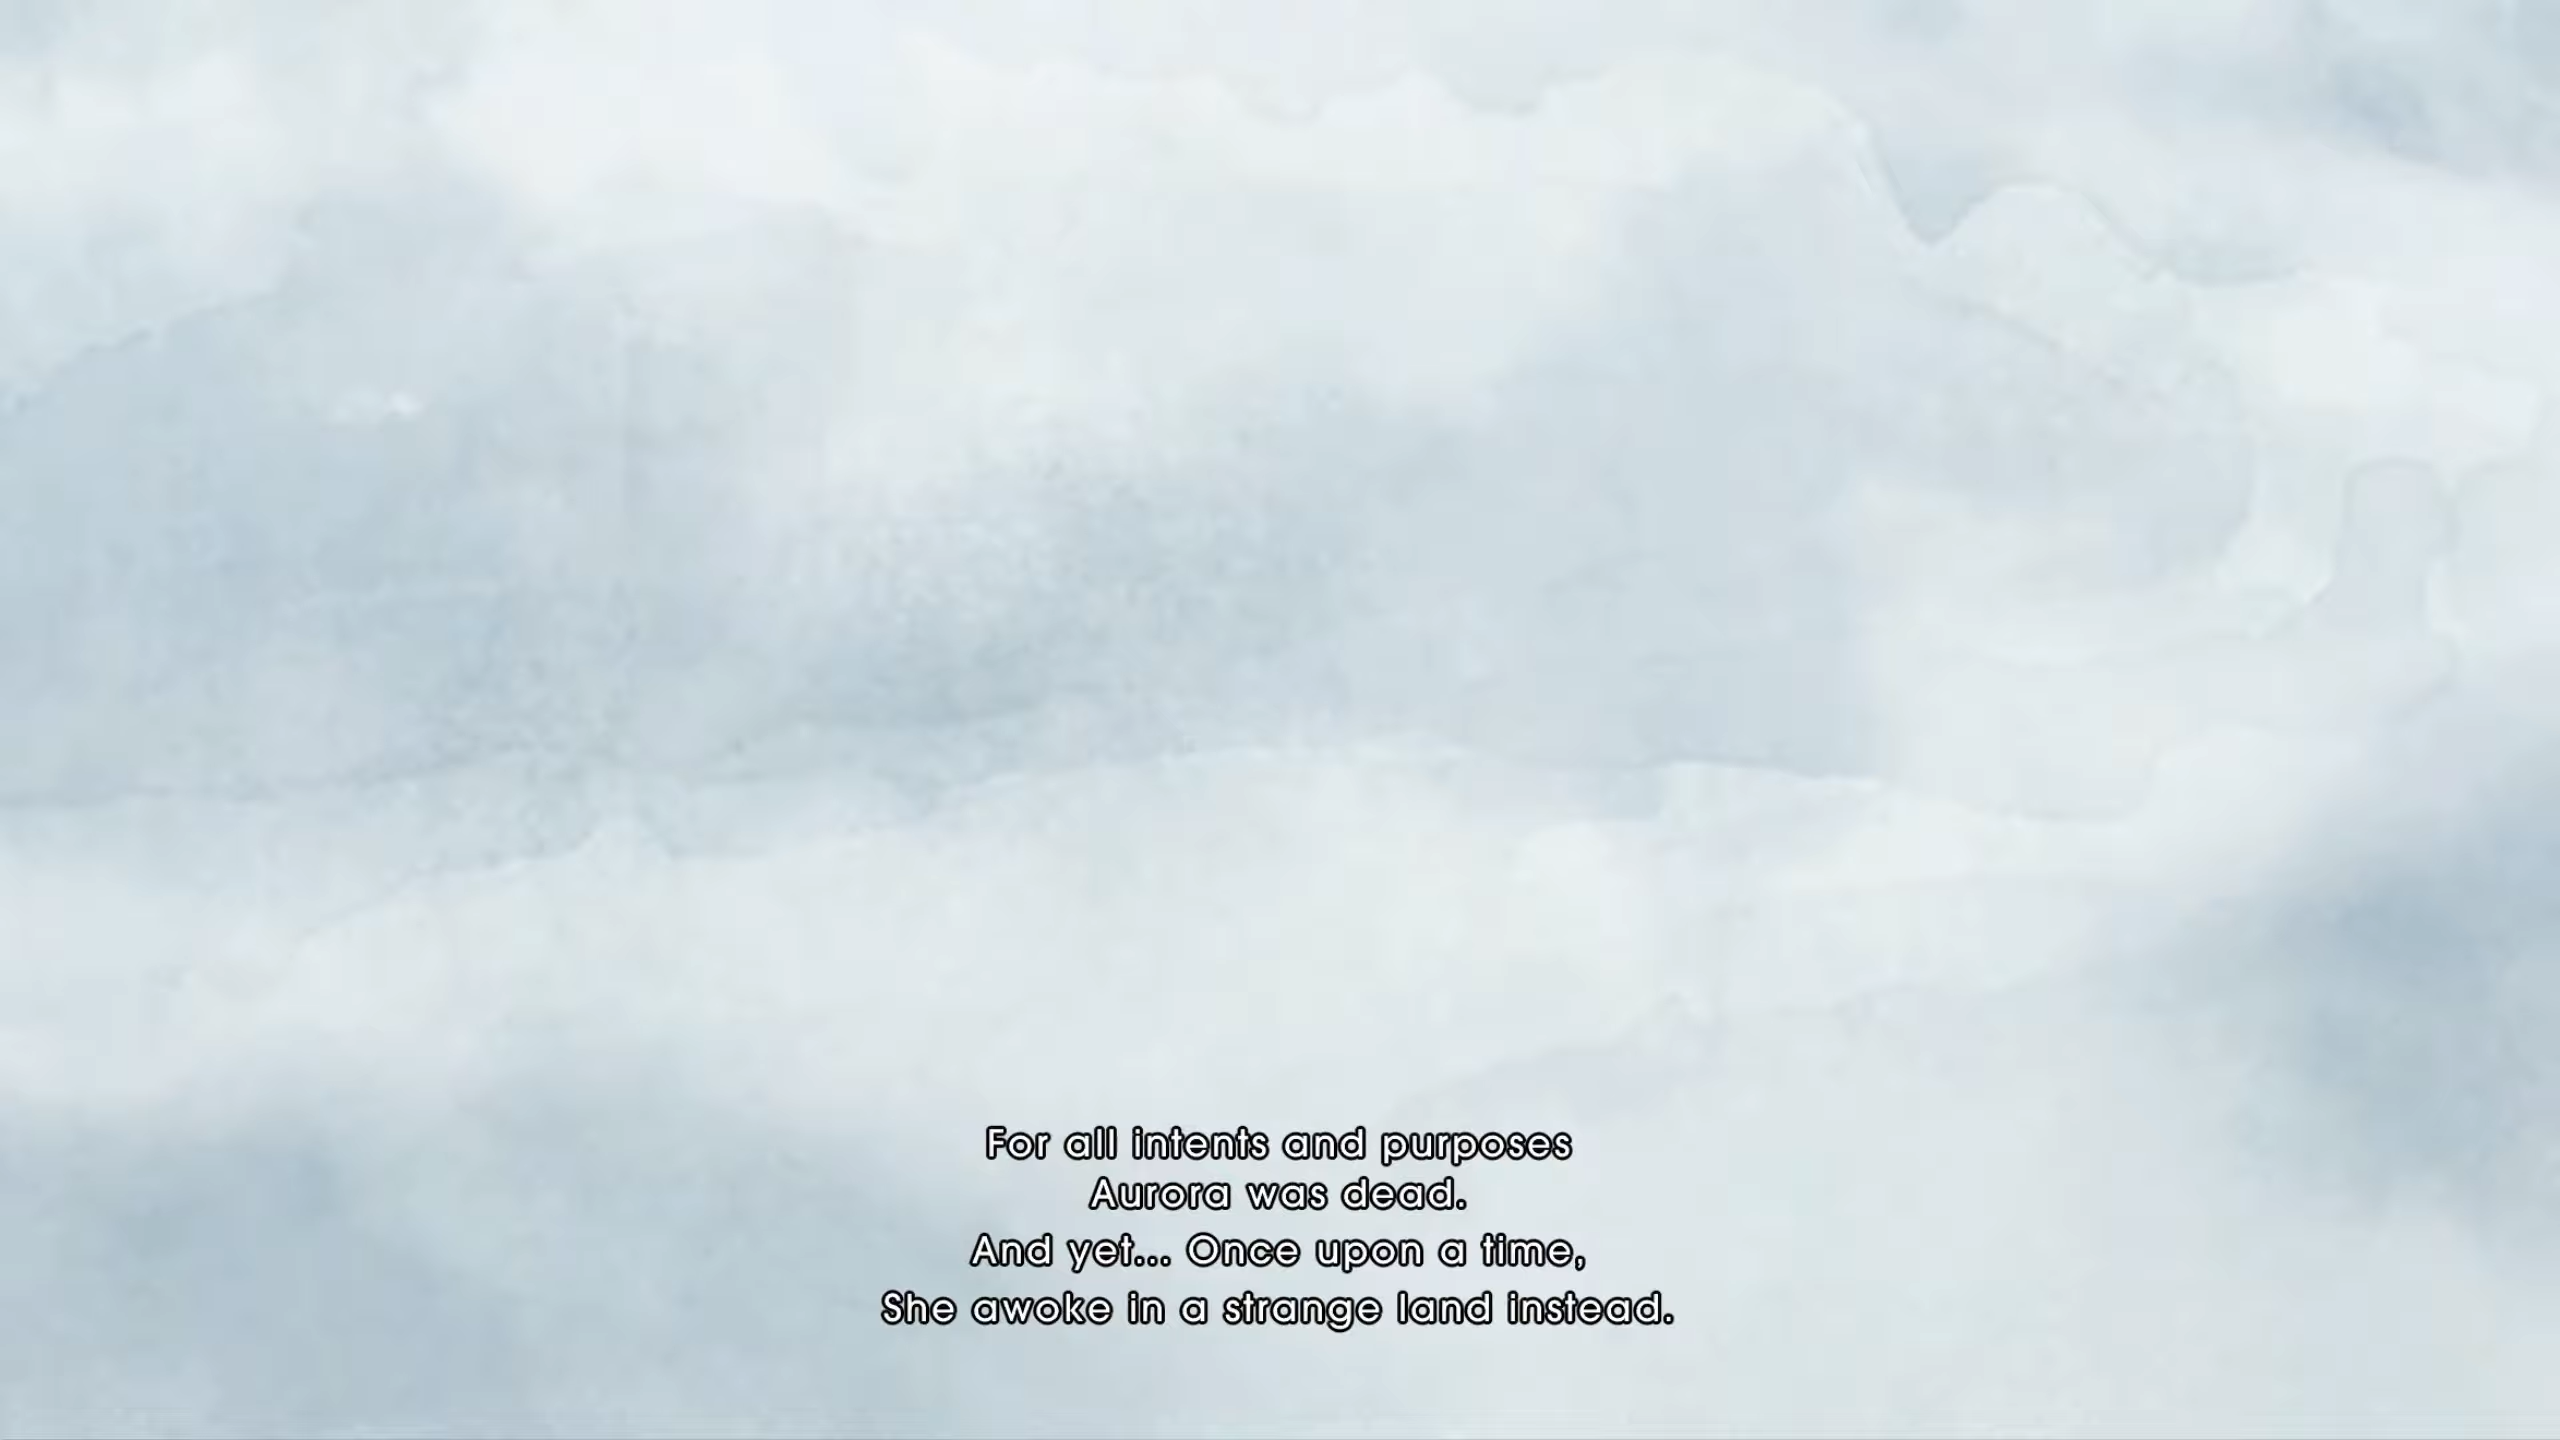 For all intents and purposes
Aurora was dead.
And yet... Once upon a time,
She awoke in a strange land instead.